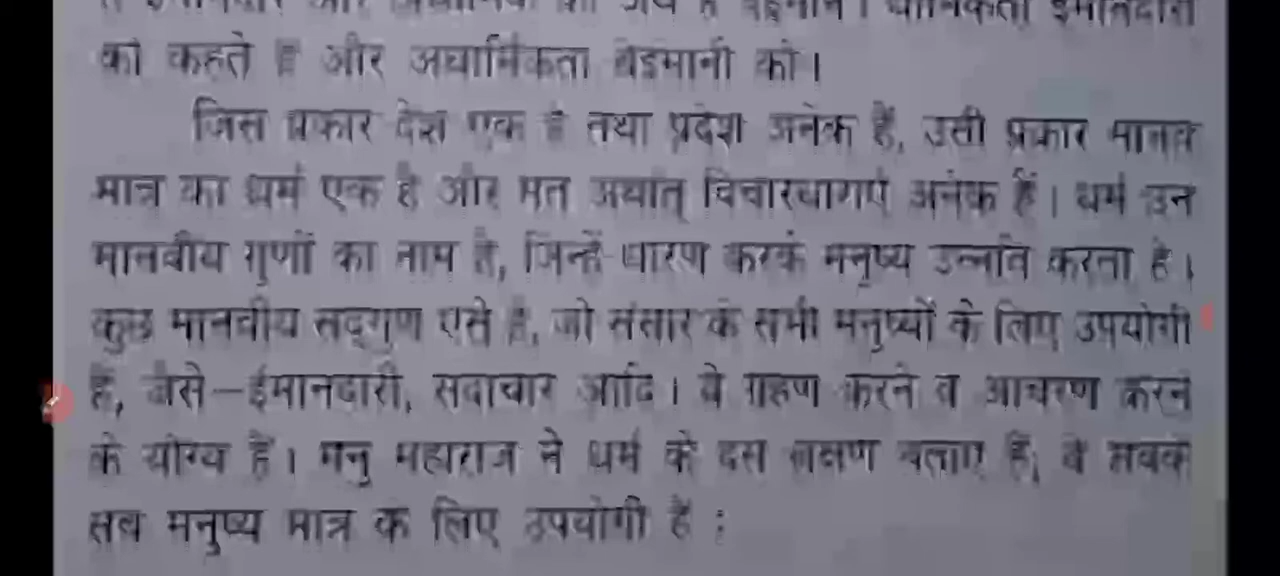 को कहते हैं और अधार्मिकता बेइमानी को।
जिस प्रकार देश एक है तथा प्रदेश अनेक हैं, उसी प्रकार मानव
मात्र का धर्म एक है और मत अर्थात् विचारधाराएं अनेक हैं। धर्म उन
मानवीय गुणों का नाम है, जिन्हें धारण करके मनुष्य उन्नति करता है।
कुछ मानवीय सद्गुण ऐसे हैं, जो संसार के सभी मनुष्यों के लिए उपयोगी
हैं, जैसे–ईमानदारी, सदाचार आदि। ये ग्रहण करने व आचरण करने
के योग्य हैं। मनु महाराज ने धर्म के दस लक्षण बताए हैं; वे सबके
सब मनुष्य मात्र के लिए उपयोगी हैं :